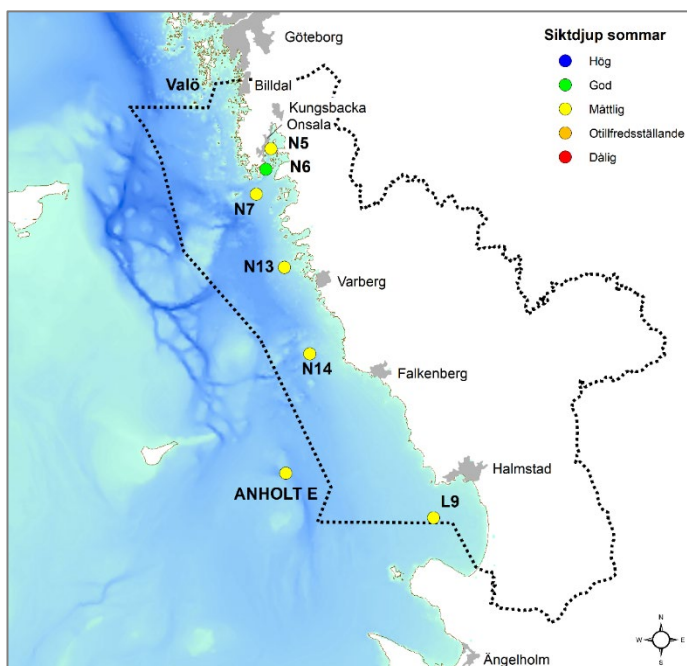 Göteborg
Siktdjup sommar
Hög
God
Måttlig
Otillfredsställande
Dålig
Valö
Billdal
Kungsbacka
Onsala
N5
N6
N7
N13
Varberg
N14
Falkenberg
Halmstad
ANHOLT E
L9
Ängelholm
N
W
E
S